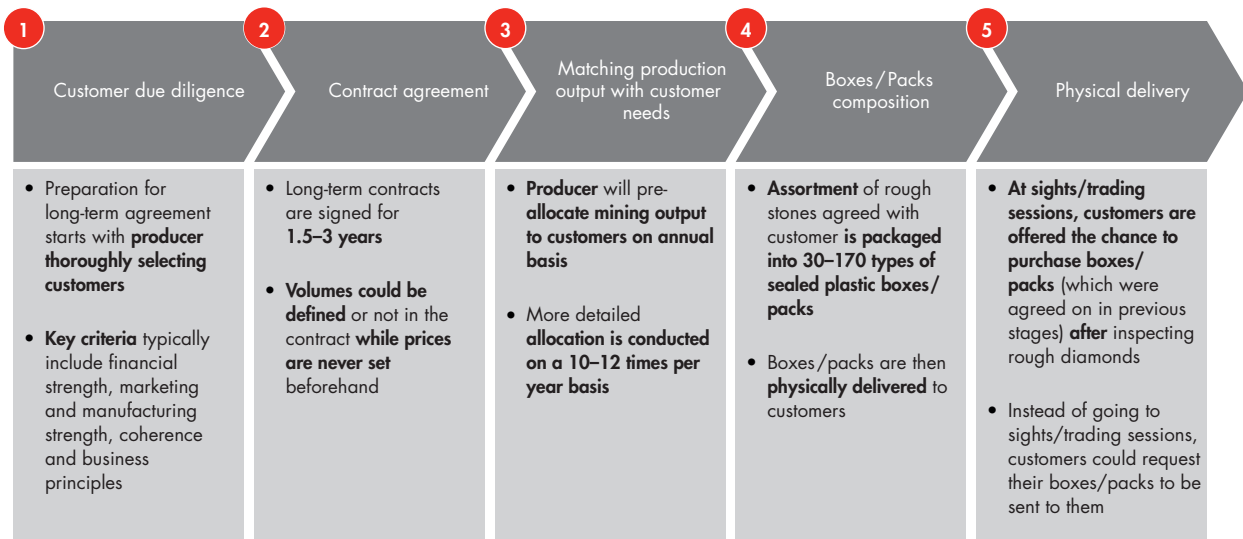 1
Customer due diligence
• Preparation for
long-term agreement
starts with producer
thoroughly selecting
customers
• Key criteria typically
include financial
strength, marketing
and manufacturing
strength, coherence
and business
principles
2
Contract agreement
• Long-term contracts
are signed for
1.5–3 years
• Volumes could be
defined or not in the
contract while prices
are never set
beforehand
3
Matching production
output with customer
needs
• Producer will pre-
allocate mining output
to customers on annual
basis
• More detailed
allocation is conducted
on a 10–12 times per
year basis
4
Boxes/Packs
composition
• Assortment of rough
stones agreed with
customer is packaged
into 30–170 types of
sealed plastic boxes/
packs
• Boxes/packs are then
physically delivered to
customers
5
Physical delivery
• At sights/trading
sessions, customers are
offered the chance to
purchase boxes/
packs (which were
agreed on in previous
stages) after inspecting
rough diamonds
• Instead of going to
sights/trading sessions,
customers could request
their boxes/packs to be
sent to them